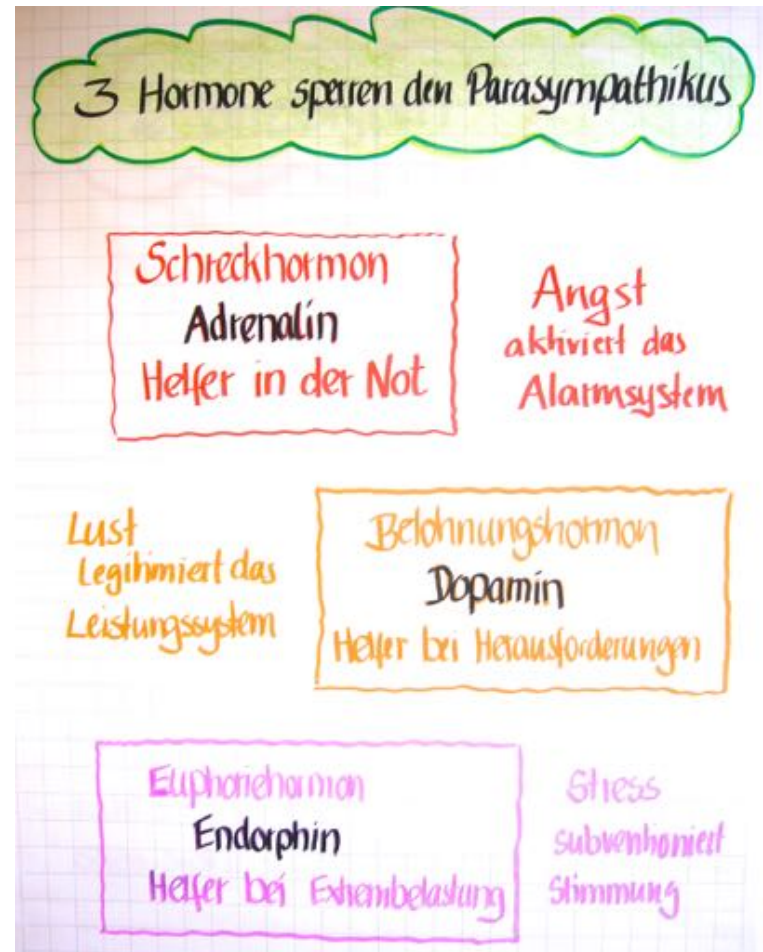 3 Hormone sperren den Parasympathikus
Schreckhormon
Adrenalin
Helfer in der Not
Angst
aktiviert das
Alarmsystem
Lust
Legitimiert das
Leistungssystem
Belohnungshormon
Dopamin
Helfer bei Herausforderungen
Euphoriehormon
Endorphin
Helfer bei Extrembelastung
Stress
subventioniert
Stimmung